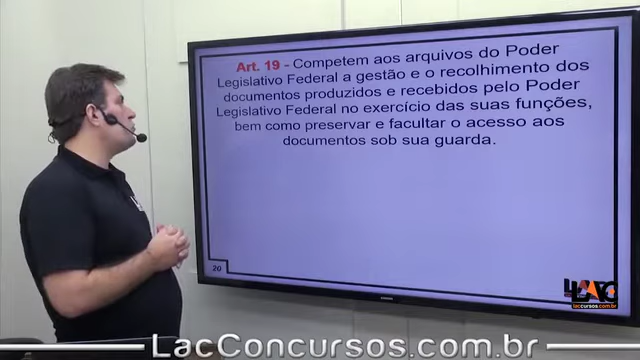 Art. 19 - Competem aos arquivos do Poder
Legislativo Federal a gestão e o recolhimento dos
documentos produzidos e recebidos pelo Poder
Legislativo Federal no exercício das suas funções,
bem como preservar e facultar o acesso aos
documentos sob sua guarda.
20
laccursos.com.br
LacConcursos.com.br